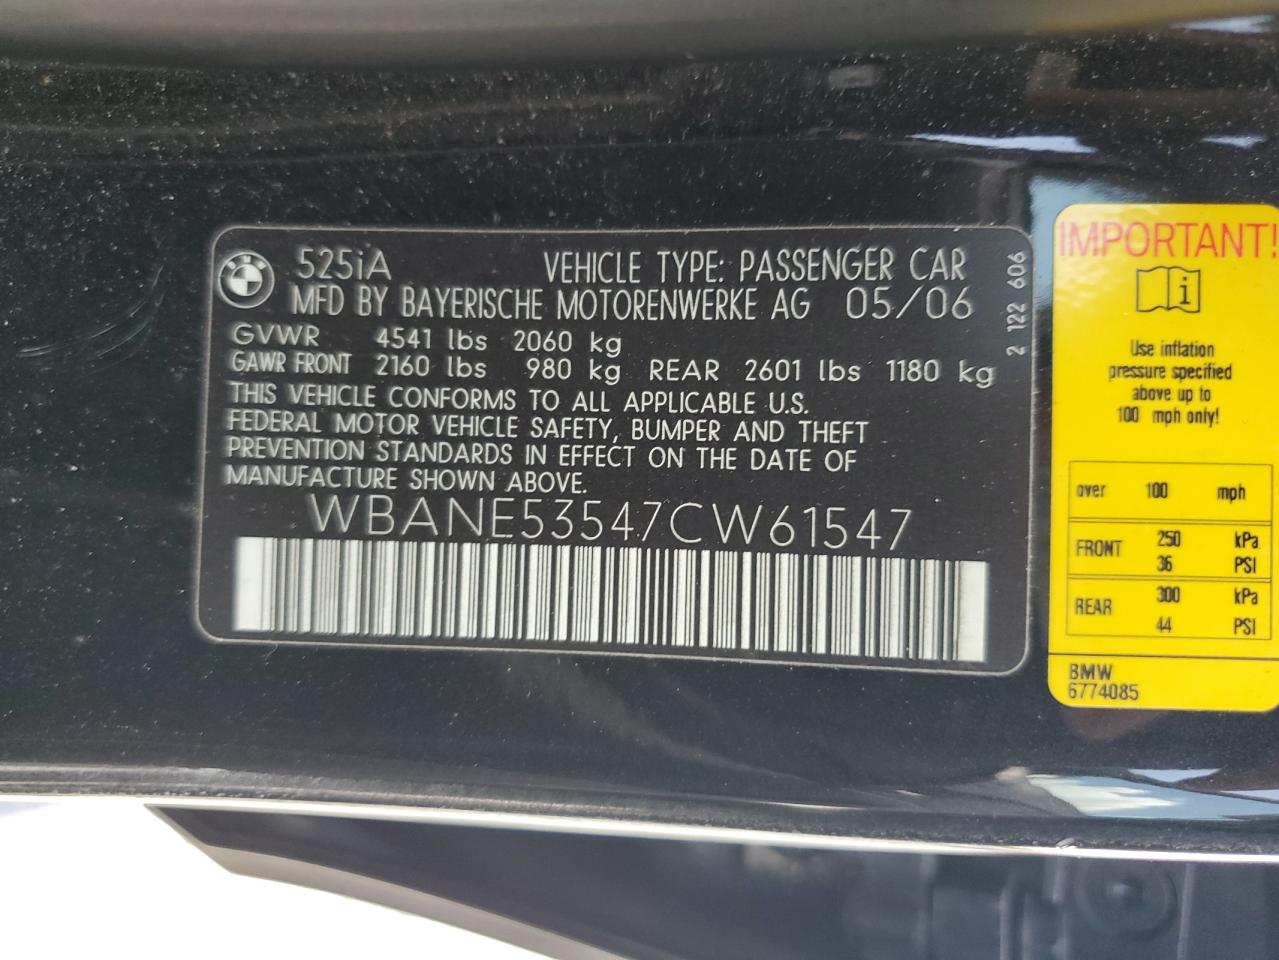 BMW
525iA VEHICLE TYPE: PASSENGER CAR
MFD BY BAYERISCHE MOTORENWERKE AG 05/06
GVWR 4541 lbs 2060 kg
GAWR FRONT 2160 lbs 980 kg REAR 2601 lbs 1180 kg
THIS VEHICLE CONFORMS TO ALL APPLICABLE U.S.
FEDERAL MOTOR VEHICLE SAFETY, BUMPER AND THEFT
PREVENTION STANDARDS IN EFFECT ON THE DATE OF
MANUFACTURE SHOWN ABOVE.
WBANE53547CW61547
2 122 606
IMPORTANT!
i
Use inflation
pressure specified
above up to
100 mph only!
over 100 mph
FRONT 250 kPa
36 PSI
REAR 300 kPa
44 PSI
BMW
6774085